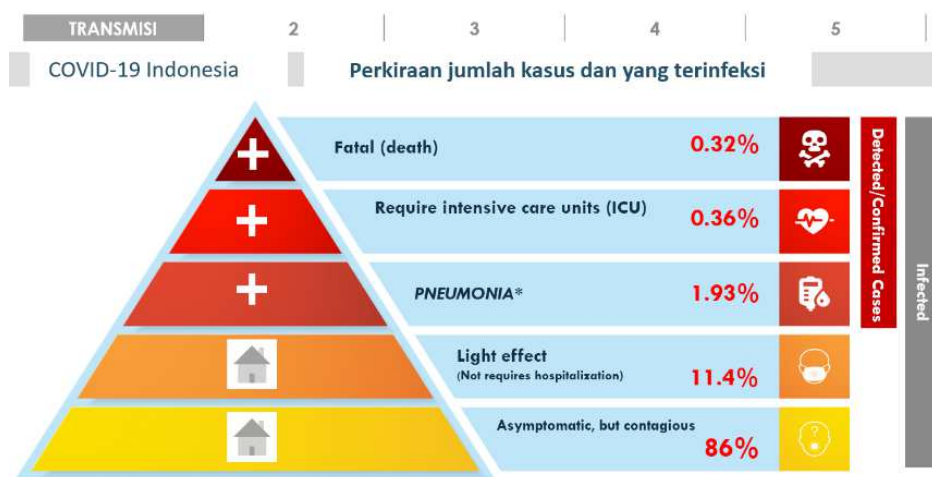 TRANSMISI 2 3 4 5
COVID-19 Indonesia
Perkiraan jumlah kasus dan yang terinfeksi
Fatal (death) 0.32%
Require intensive care units (ICU) 0.36%
PNEUMONIA* 1.93%
Light effect
(Not requires hospitalization) 11.4%
Asymptomatic, but contagious
86%
Detected/Confirmed Cases
Infected